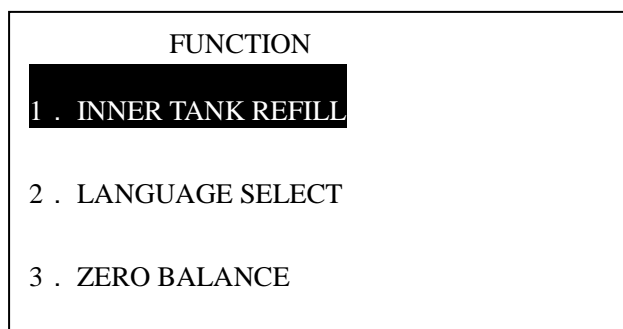 FUNCTION
1．INNER TANK REFILL
2．LANGUAGE SELECT
3．ZERO BALANCE